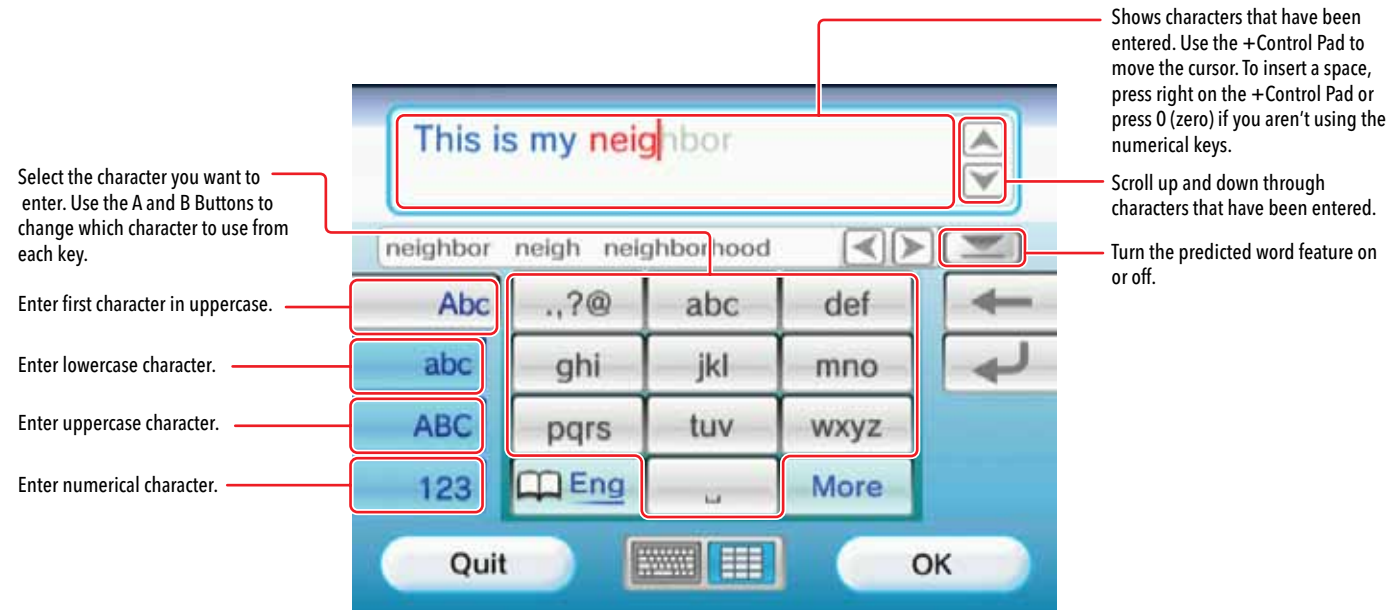 Shows characters that have been
entered. Use the +Control Pad to
move the cursor. To insert a space,
press right on the +Control Pad or
press 0 (zero) if you aren't using the
numerical keys.
This is my neighbor
Select the character you want to
enter. Use the A and B Buttons to
change which character to use from
each key.
Scroll up and down through
characters that have been entered.
neighbor neigh neighborhood
Turn the predicted word feature on
or off.
Enter first character in uppercase.
Abc .,?@ abc def
Enter lowercase character.
abc ghi jkl mno
Enter uppercase character.
ABC pqrs tuv wxyz
Enter numerical character.
123 Eng ␣ More
Quit OK